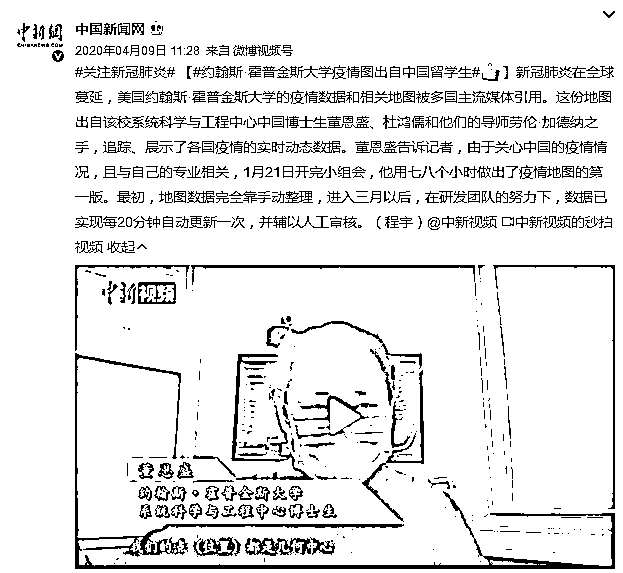 中新网
CHINANEWS.COM
中国新闻网
2020年04月09日 11:28 来自 微博视频号
#关注新冠肺炎# 【#约翰斯·霍普金斯大学疫情图出自中国留学生# 】新冠肺炎在全球
蔓延，美国约翰斯·霍普金斯大学的疫情数据和相关地图被多国主流媒体引用。这份地图
出自该校系统科学与工程中心中国博士生董恩盛、杜鸿儒和他们的导师劳伦·加德纳之
手，追踪、展示了各国疫情的实时动态数据。董恩盛告诉记者，由于关心中国的疫情情
况，且与自己的专业相关，1月21日开完小组会，他用七八个小时做出了疫情地图的第
一版。最初，地图数据完全靠手动整理，进入三月以后，在研发团队的努力下，数据已
实现每20分钟自动更新一次，并辅以人工审核。（程宇）@中新视频 中新视频的秒拍
视频 收起
中新视频
董恩盛
约翰斯·霍普金斯大学
系统科学与工程中心博士生
我们的点（位置）都是几何中心